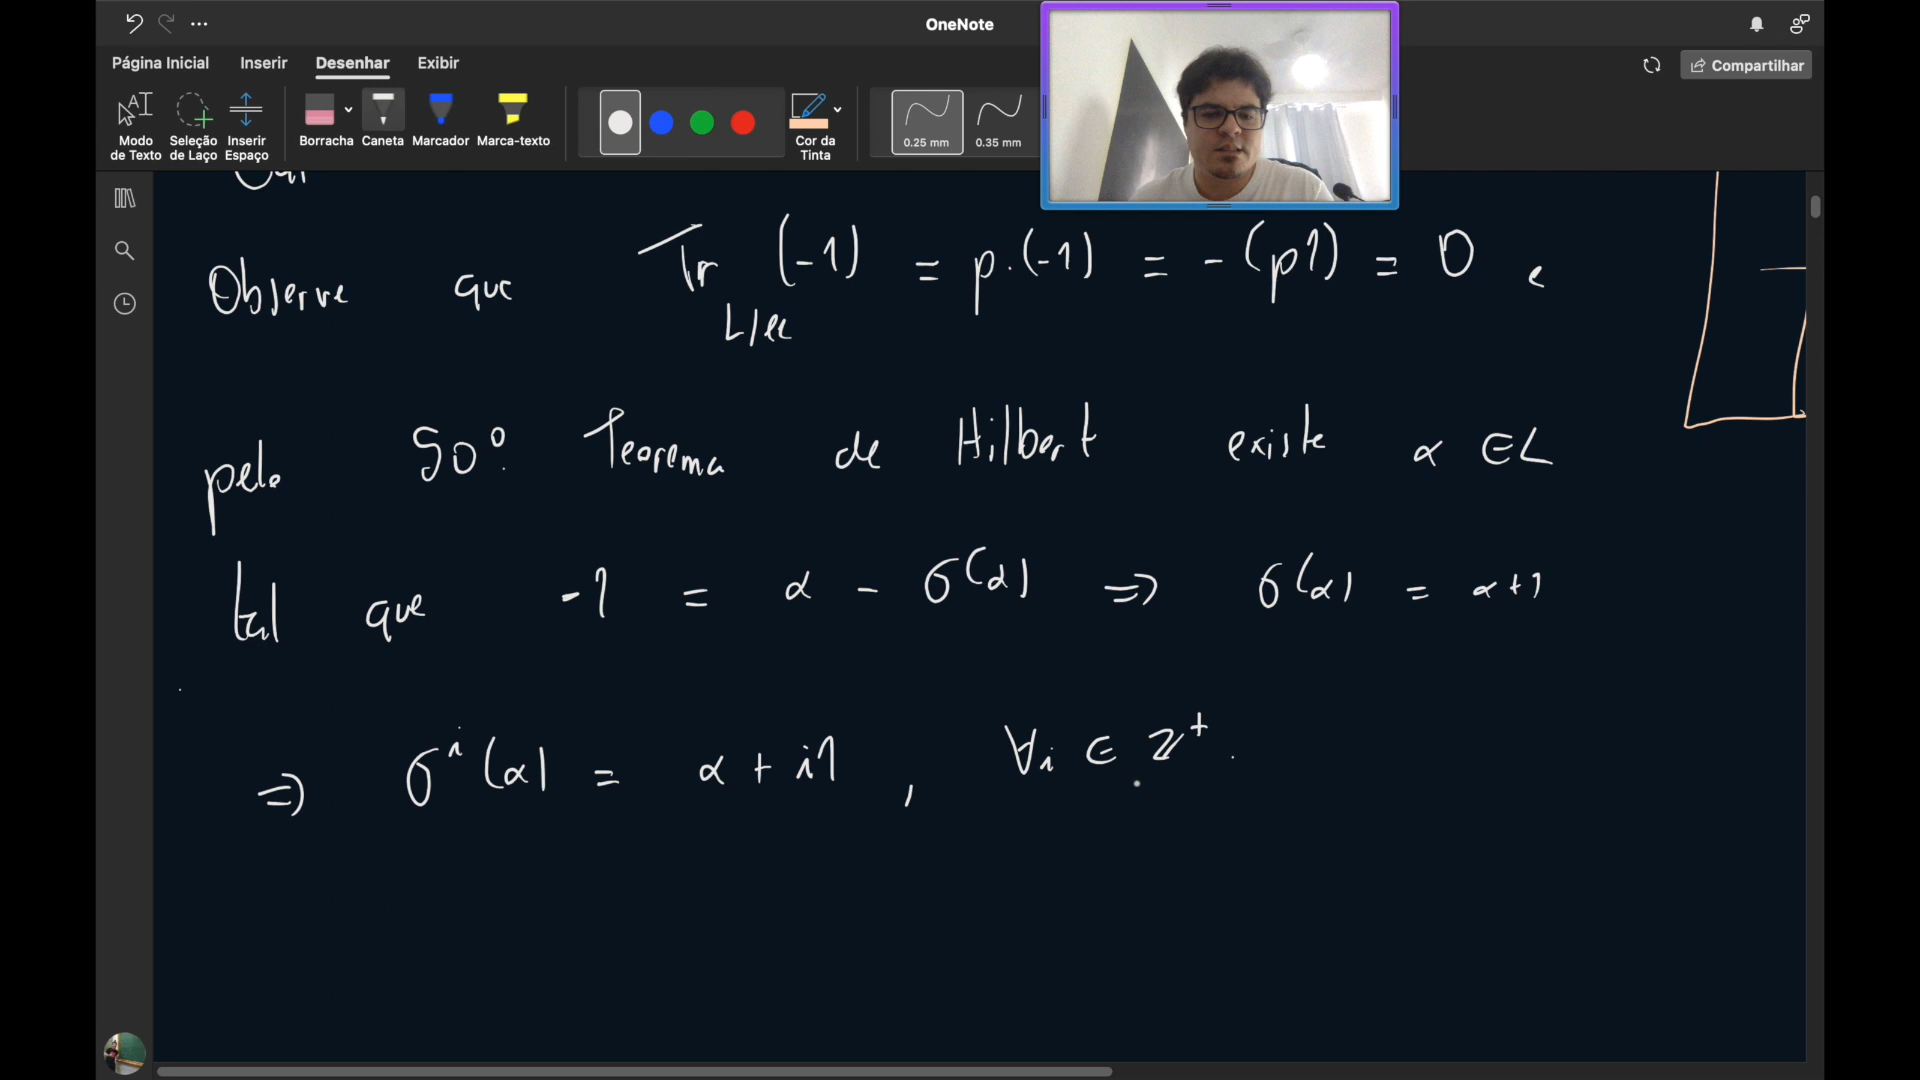 OneNote
Página Inicial Inserir Desenhar Exibir
Compartilhar
Modo de Texto Seleção de Laço Inserir Espaço Borracha Caneta Marcador Marca-texto Cor da Tinta 0.25 mm 0.35 mm
Observe que Tr L/k (-1) = p.(-1) = -(p1) = 0 e
pelo 90º Teorema de Hilbert existe α ∈ L
tal que -1 = α - σ(α) => σ(α) = α+1
=> σ^i(α) = α + i1, ∀i ∈ ℤ^+.